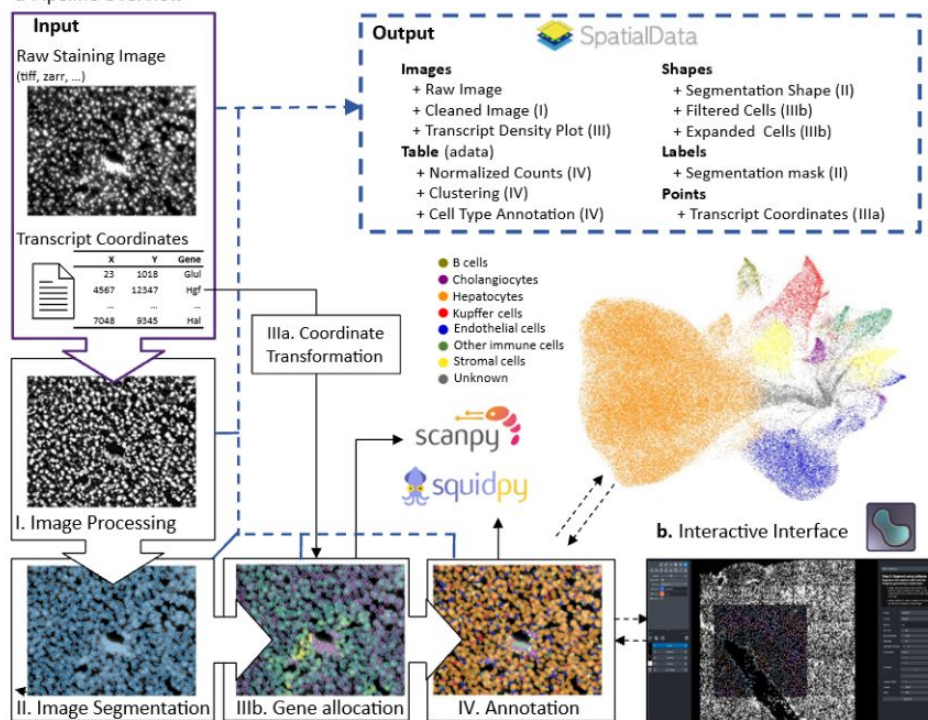 Input
Raw Staining Image
(tiff, zarr, ...)
Transcript Coordinates
X Y Gene
23 1018 Glul
4567 12347 Hgf
... ... ...
7048 9345 Hal
Output
SpatialData
Images
+ Raw Image
+ Cleaned Image (I)
+ Transcript Density Plot (III)
Table (adata)
+ Normalized Counts (IV)
+ Clustering (IV)
+ Cell Type Annotation (IV)
Shapes
+ Segmentation Shape (II)
+ Filtered Cells (IIIb)
+ Expanded Cells (IIIb)
Labels
+ Segmentation mask (II)
Points
+ Transcript Coordinates (IIIa)
IIIa. Coordinate
Transformation
B cells
Cholangiocytes
Hepatocytes
Kupffer cells
Endothelial cells
Other immune cells
Stromal cells
Unknown
scanpy
squidpy
I. Image Processing
II. Image Segmentation
IIIb. Gene allocation
IV. Annotation
b. Interactive Interface